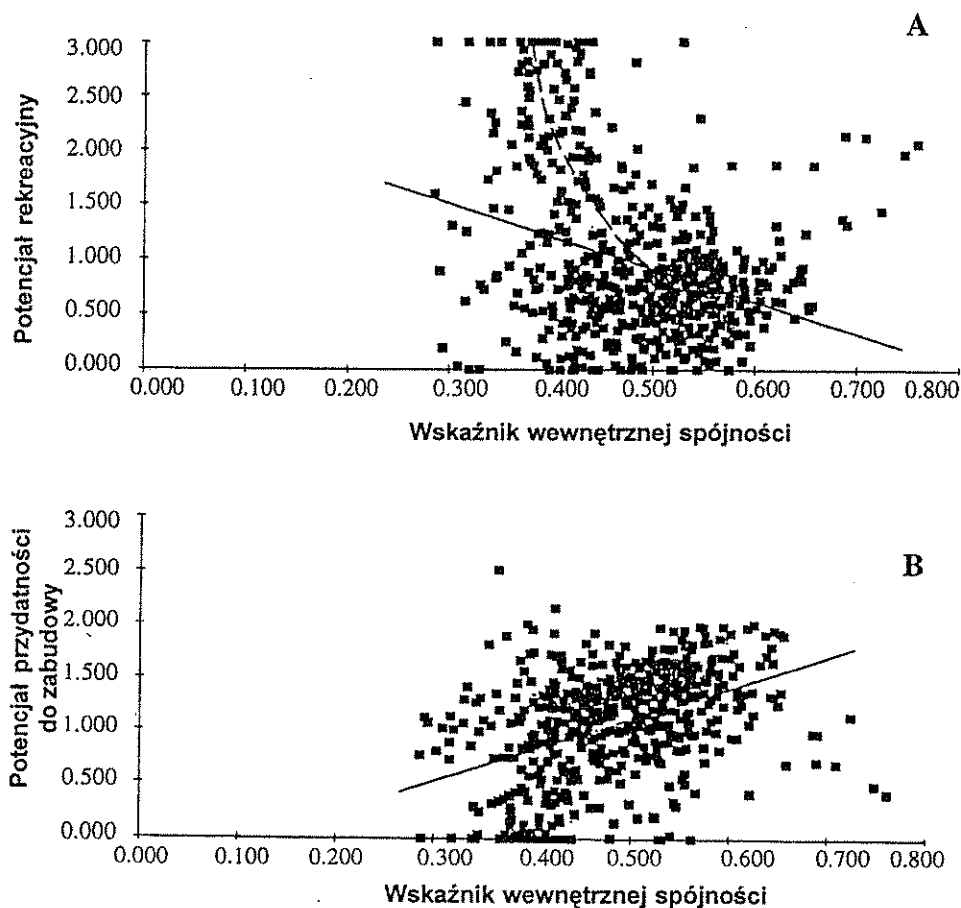 A
3.000
2.500
2.000
1.500
1.000
0.500
0.000
Potencjał rekreacyjny
0.000 0.100 0.200 0.300 0.400 0.500 0.600 0.700 0.800
Wskaźnik wewnętrznej spójności
B
3.000
2.500
2.000
1.500
1.000
0.500
0.000
Potencjał przydatności
do zabudowy
0.000 0.100 0.200 0.300 0.400 0.500 0.600 0.700 0.800
Wskaźnik wewnętrznej spójności